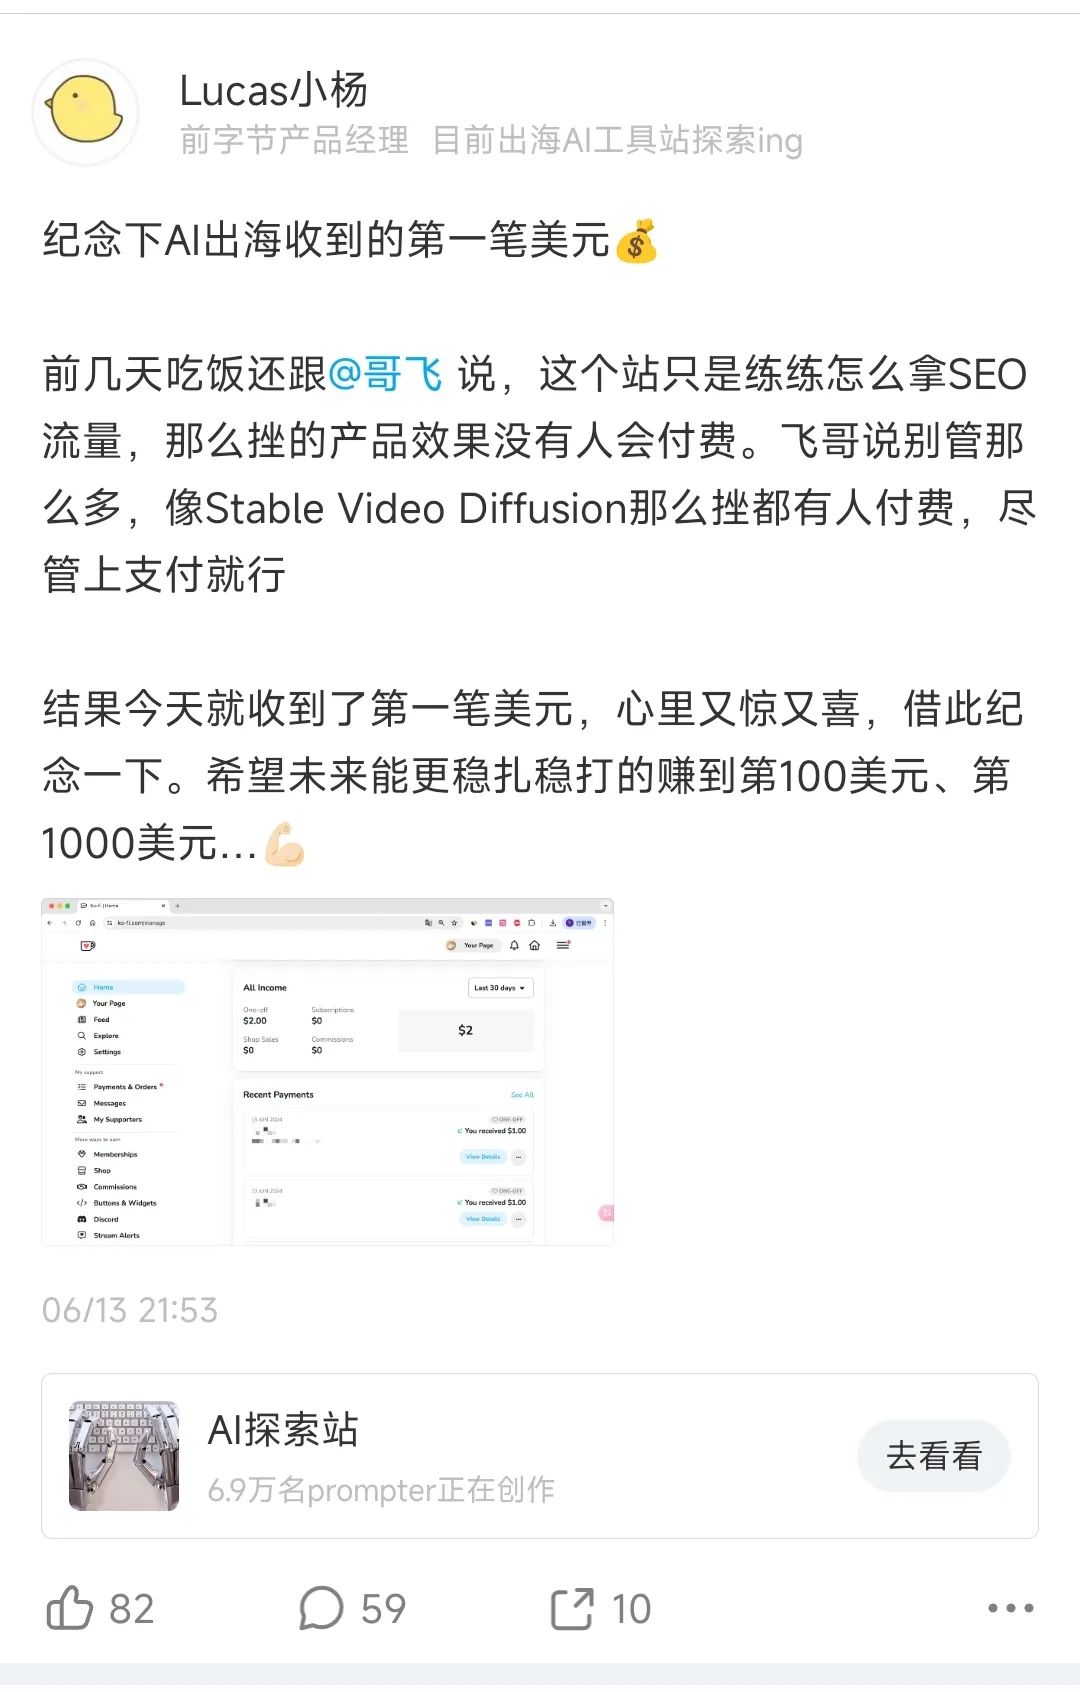 Lucas小杨
前字节产品经理 目前出海AI工具站探索ing
纪念下AI出海收到的第一笔美元💰
前几天吃饭还跟@哥飞 说，这个站只是练练怎么拿SEO
流量，那么挫的产品效果没有人会付费。飞哥说别管那
么多，像Stable Video Diffusion那么挫都有人付费，尽
管上支付就行
结果今天就收到了第一笔美元，心里又惊又喜，借此纪
念一下。希望未来能更稳扎稳打的赚到第100美元、第
1000美元...💪🏻
Ko-fi | Home
ko-fi.com/manage
已暂停
Your Page
Home
Your Page
Feed
Explore
Settings
My support
Payments & Orders
Messages
My Supporters
More ways to earn
Memberships
Shop
Commissions
Buttons & Widgets
Discord
Stream Alerts
All Income
Last 30 days
One-off
Subscriptions
$2.00
$0
Shop Sales
Commissions
$0
$0
$2
Recent Payments
See All
13 JUN 2024
ONE-OFF
You received $1.00
View Details
13 JUN 2024
ONE-OFF
You received $1.00
View Details
06/13 21:53
AI探索站
6.9万名prompter正在创作
去看看
82
59
10